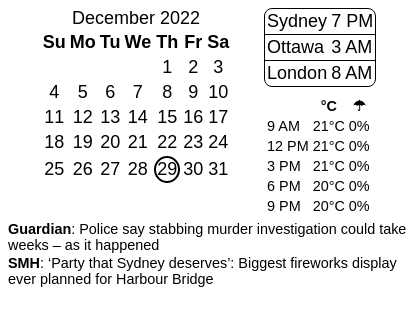 December 2022
Su Mo Tu We Th Fr Sa
1 2 3
4 5 6 7 8 9 10
11 12 13 14 15 16 17
18 19 20 21 22 23 24
25 26 27 28 29 30 31
Sydney 7 PM
Ottawa 3 AM
London 8 AM
°C ☂
9 AM 21°C 0%
12 PM 21°C 0%
3 PM 21°C 0%
6 PM 20°C 0%
9 PM 20°C 0%
Guardian: Police say stabbing murder investigation could take
weeks – as it happened
SMH: ‘Party that Sydney deserves’: Biggest fireworks display
ever planned for Harbour Bridge